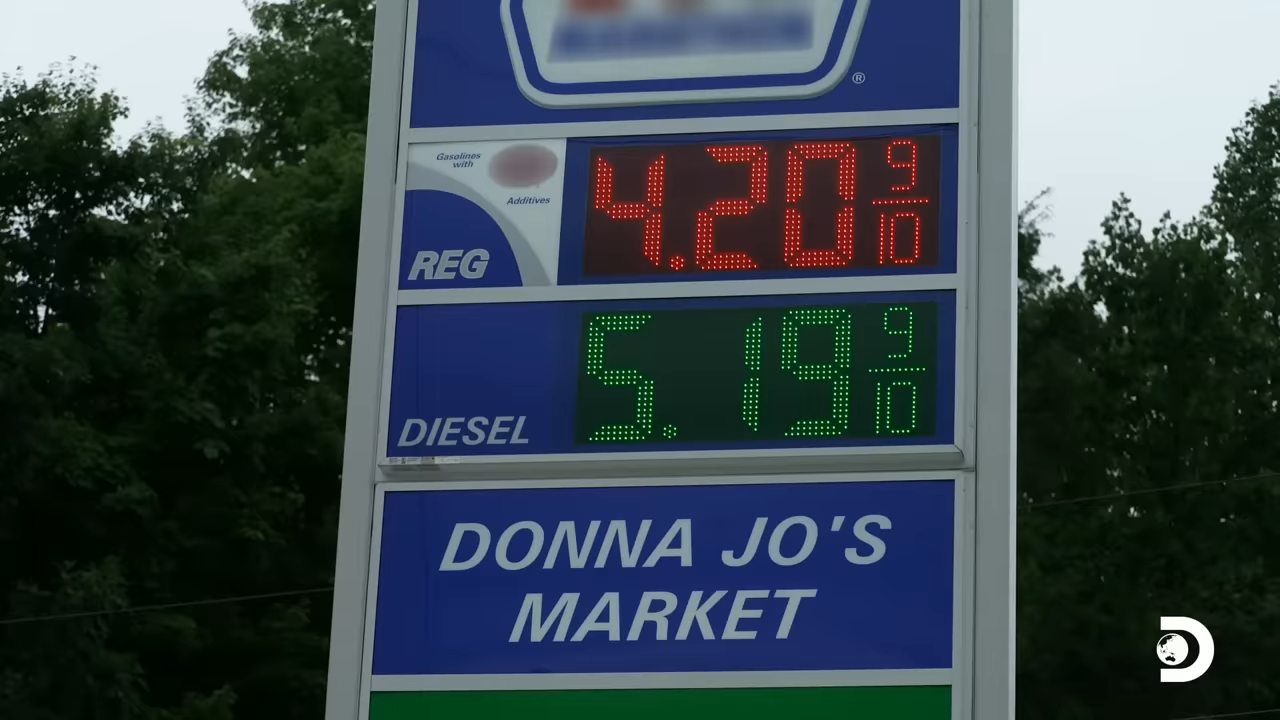 ®
Gasolines
with
Additives
REG
4.20 9/10
DIESEL
5.19 9/10
DONNA JO'S
MARKET